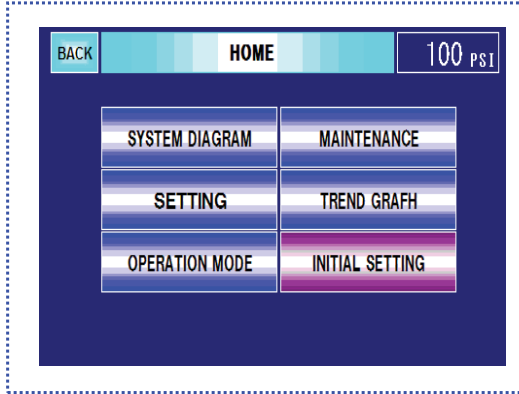 BACK HOME 100 PSI
SYSTEM DIAGRAM MAINTENANCE
SETTING TREND GRAFH
OPERATION MODE INITIAL SETTING